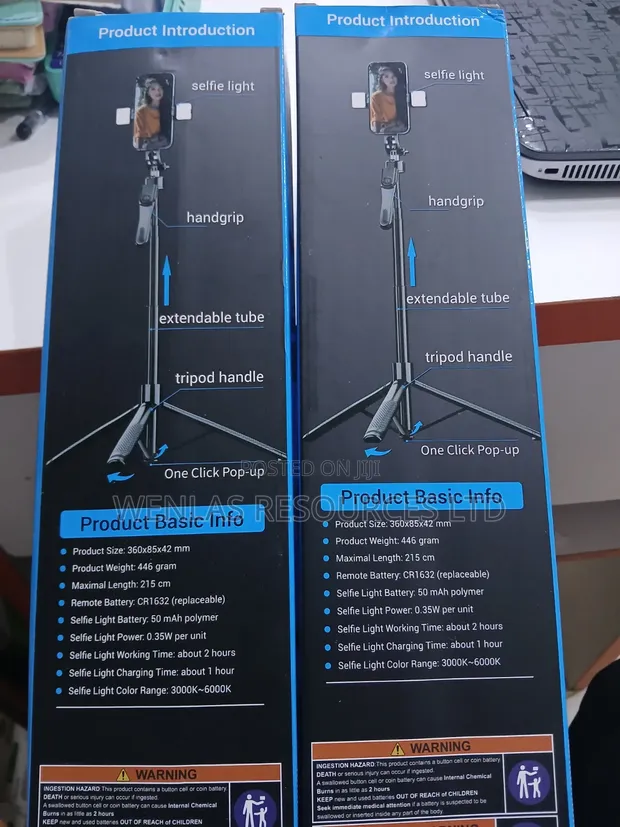 Product Introduction
selfie light
handgrip
extendable tube
tripod handle
One Click Pop-up
Product Basic Info
Product Size: 360x85x42 mm
Product Weight: 446 gram
Maximal Length: 215 cm
Remote Battery: CR1632 (replaceable)
Selfie Light Battery: 50 mAh polymer
Selfie Light Power: 0.35W per unit
Selfie Light Working Time: about 2 hours
Selfie Light Charging Time: about 1 hour
Selfie Light Color Range: 3000K~6000K
WARNING
INGESTION HAZARD:This product contains a button cell or coin battery.
DEATH or serious injury can occur if ingested.
A swallowed button cell or coin battery can cause Internal Chemical
Burns in as little as 2 hours
KEEP new and used batteries OUT OF REACH of CHILDREN
Product Introduction
selfie light
handgrip
extendable tube
tripod handle
One Click Pop-up
Product Basic Info
Product Size: 360x85x42 mm
Product Weight: 446 gram
Maximal Length: 215 cm
Remote Battery: CR1632 (replaceable)
Selfie Light Battery: 50 mAh polymer
Selfie Light Power: 0.35W per unit
Selfie Light Working Time: about 2 hours
Selfie Light Charging Time: about 1 hour
Selfie Light Color Range: 3000K~6000K
WARNING
INGESTION HAZARD:This product contains a button cell or coin battery.
DEATH or serious injury can occur if ingested.
A swallowed button cell or coin battery can cause Internal Chemical
Burns in as little as 2 hours
KEEP new and used batteries OUT OF REACH of CHILDREN
Seek immediate medical attention if a battery is suspected to be
swallowed or inserted inside any part of the body.
POSTED ON JIJI
WENLAS RESOURCES LTD